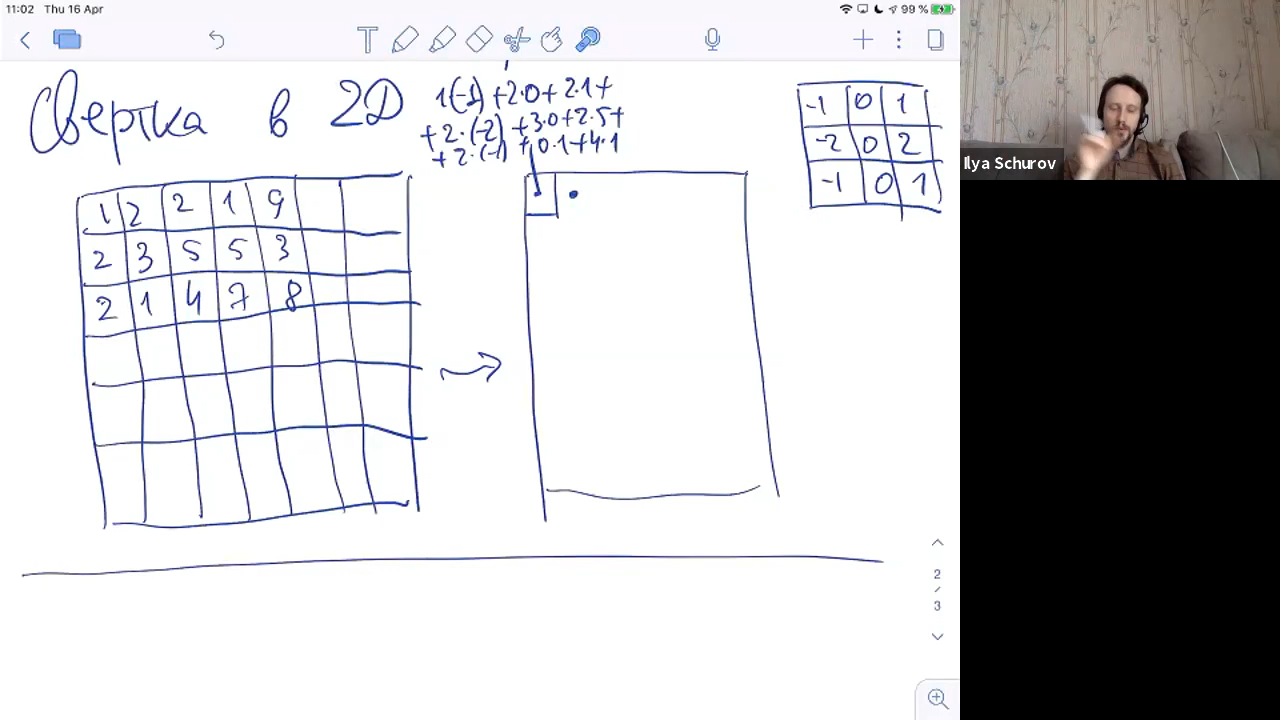 11:02 Thu 16 Apr
99 %
Свертка в 2D
1(-1) +2·0+2·1+
+2·(-2) +3·0+2·5+
+2·(-1) +0·1+4·1
-1 0 1
-2 0 2
-1 0 1
Ilya Schurov
1 2 2 1 9
2 3 5 5 3
2 1 4 7 8
2
/
3